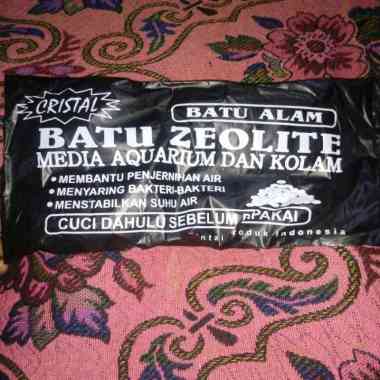 CRISTAL
BATU ALAM
BATU ZEOLITE
MEDIA AQUARIUM DAN KOLAM
• MEMBANTU PENJERNIHAN AIR
• MENYARING BAKTERI-BAKTERI
• MENSTABILKAN SUHU AIR
CUCI DAHULU SEBELUM DIPAKAI
Indonesia